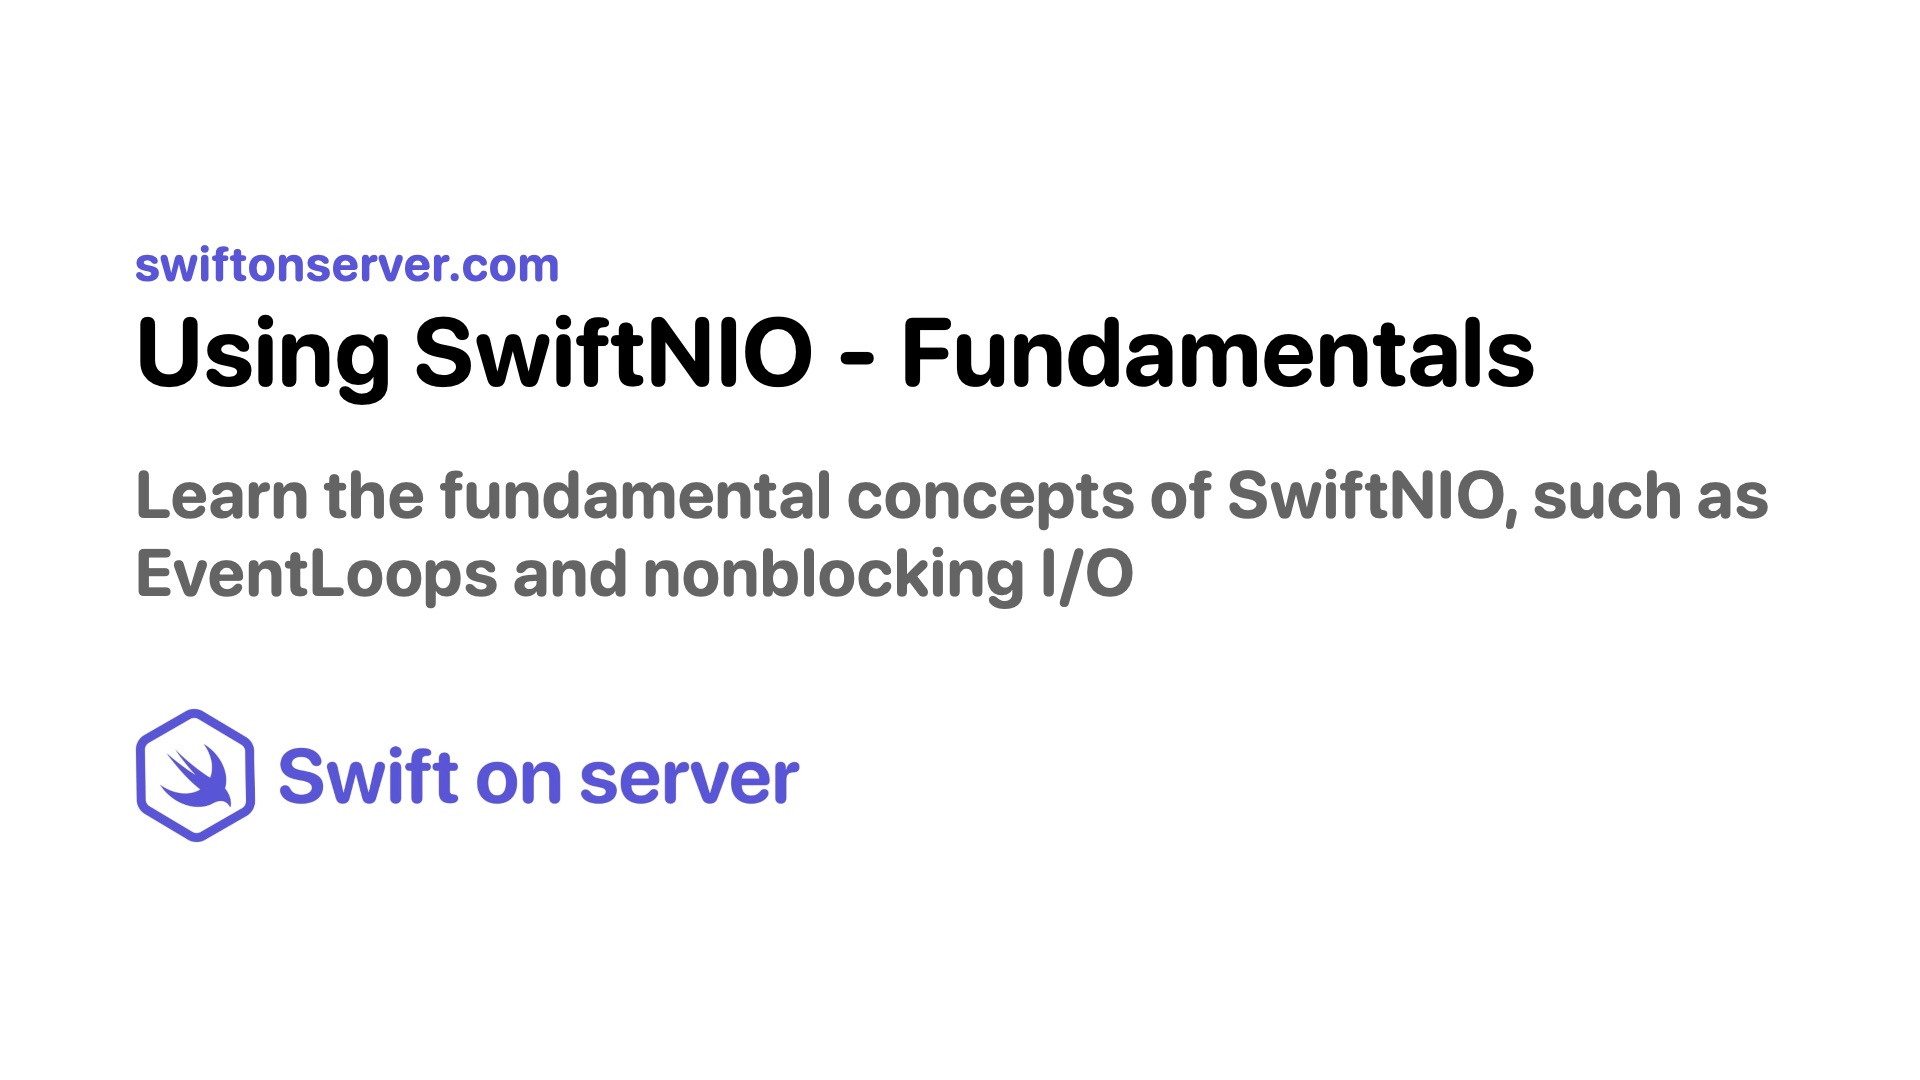 swiftonserver.com
Using SwiftNIO - Fundamentals
Learn the fundamental concepts of SwiftNIO, such as
EventLoops and nonblocking I/O
Swift on server